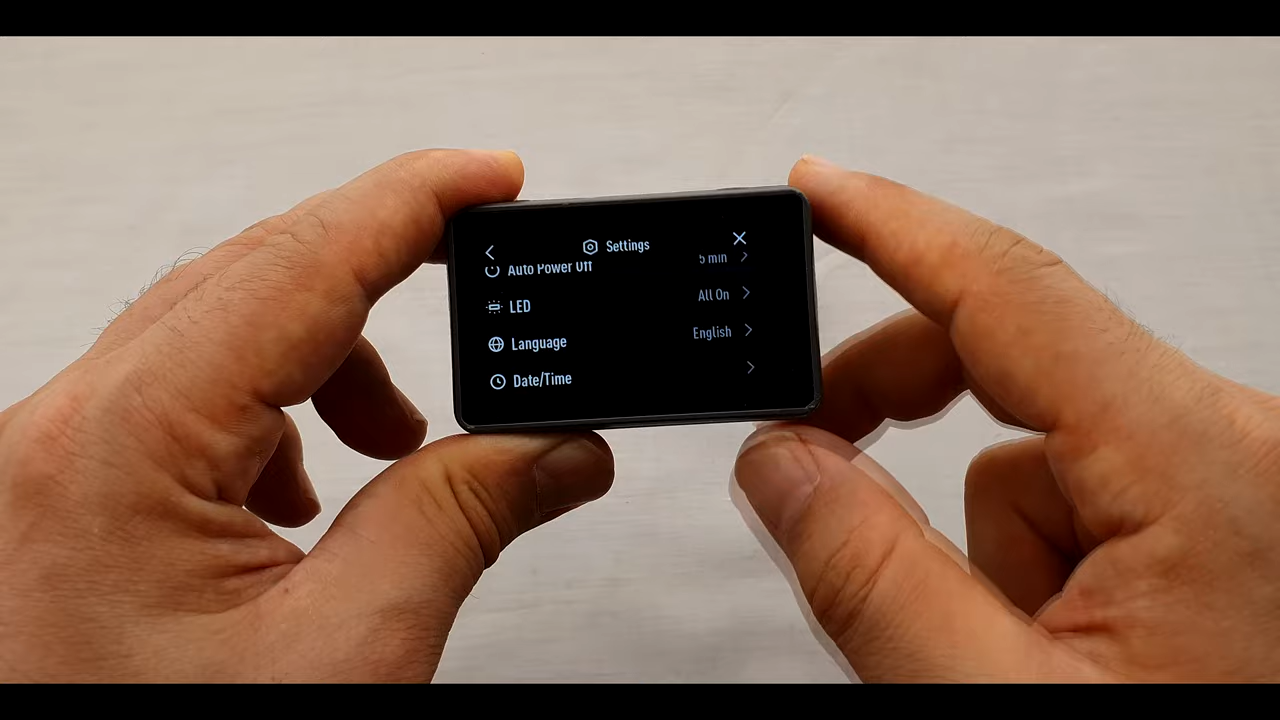 Settings
Auto Power Off 5 min
LED All On
Language English
Date/Time